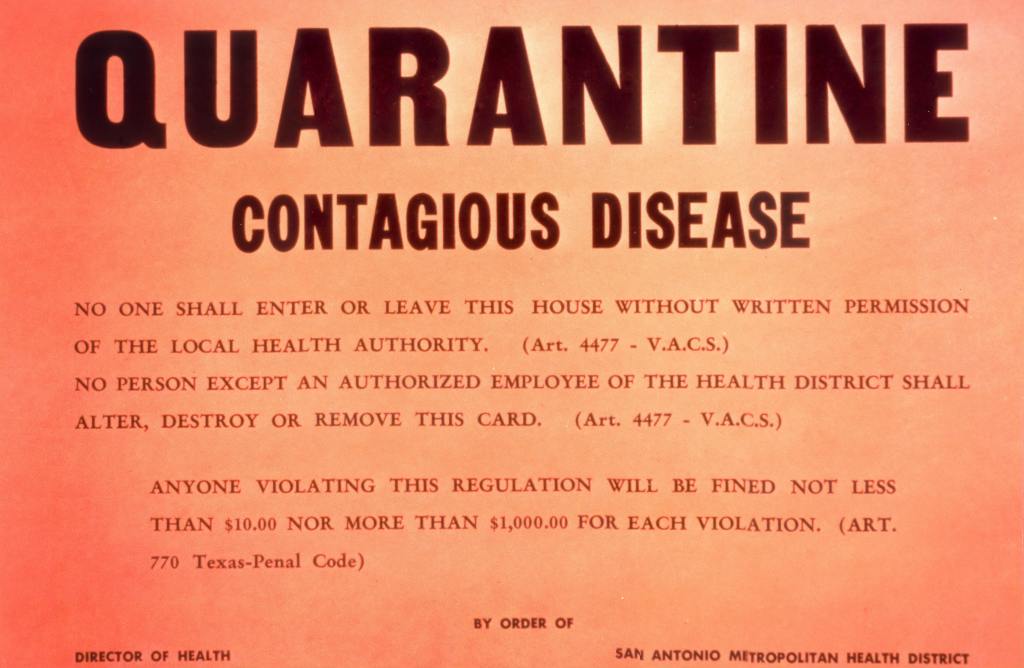 QUARANTINE
CONTAGIOUS DISEASE
NO ONE SHALL ENTER OR LEAVE THIS HOUSE WITHOUT WRITTEN PERMISSION
OF THE LOCAL HEALTH AUTHORITY. (Art. 4477 - V.A.C.S.)
NO PERSON EXCEPT AN AUTHORIZED EMPLOYEE OF THE HEALTH DISTRICT SHALL
ALTER, DESTROY OR REMOVE THIS CARD. (Art. 4477 - V.A.C.S.)
ANYONE VIOLATING THIS REGULATION WILL BE FINED NOT LESS
THAN $10.00 NOR MORE THAN $1,000.00 FOR EACH VIOLATION. (ART.
770 Texas-Penal Code)
BY ORDER OF
DIRECTOR OF HEALTH SAN ANTONIO METROPOLITAN HEALTH DISTRICT